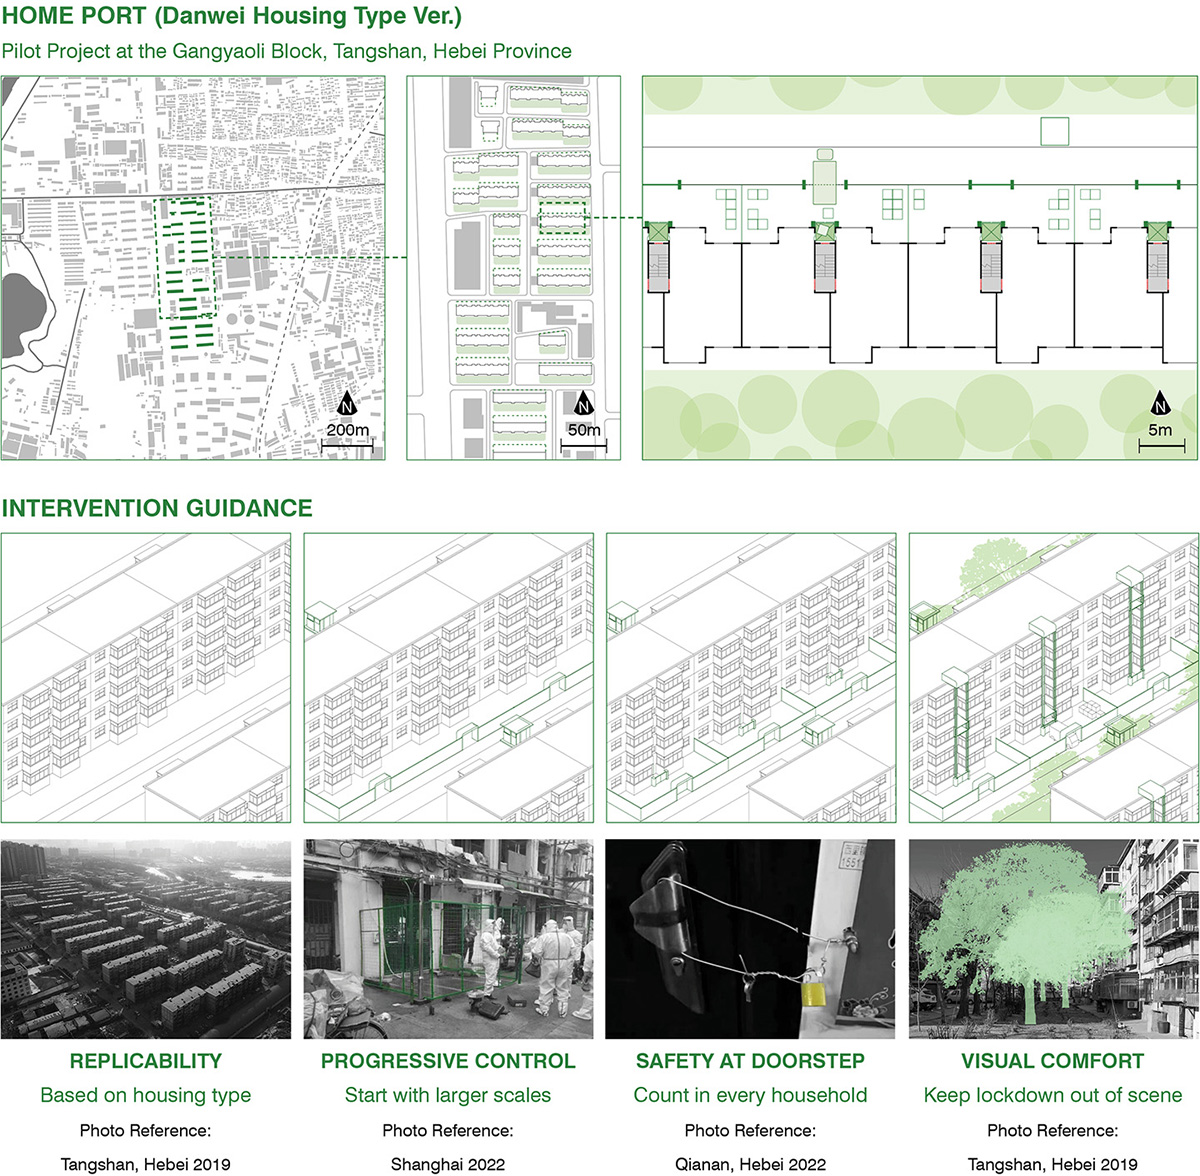 HOME PORT (Danwei Housing Type Ver.)
Pilot Project at the Gangyaoli Block, Tangshan, Hebei Province
N
200m
N
50m
N
5m
INTERVENTION GUIDANCE
REPLICABILITY
Based on housing type
Photo Reference:
Tangshan, Hebei 2019
PROGRESSIVE CONTROL
Start with larger scales
Photo Reference:
Shanghai 2022
SAFETY AT DOORSTEP
Count in every household
Photo Reference:
Qianan, Hebei 2022
VISUAL COMFORT
Keep lockdown out of scene
Photo Reference:
Tangshan, Hebei 2019